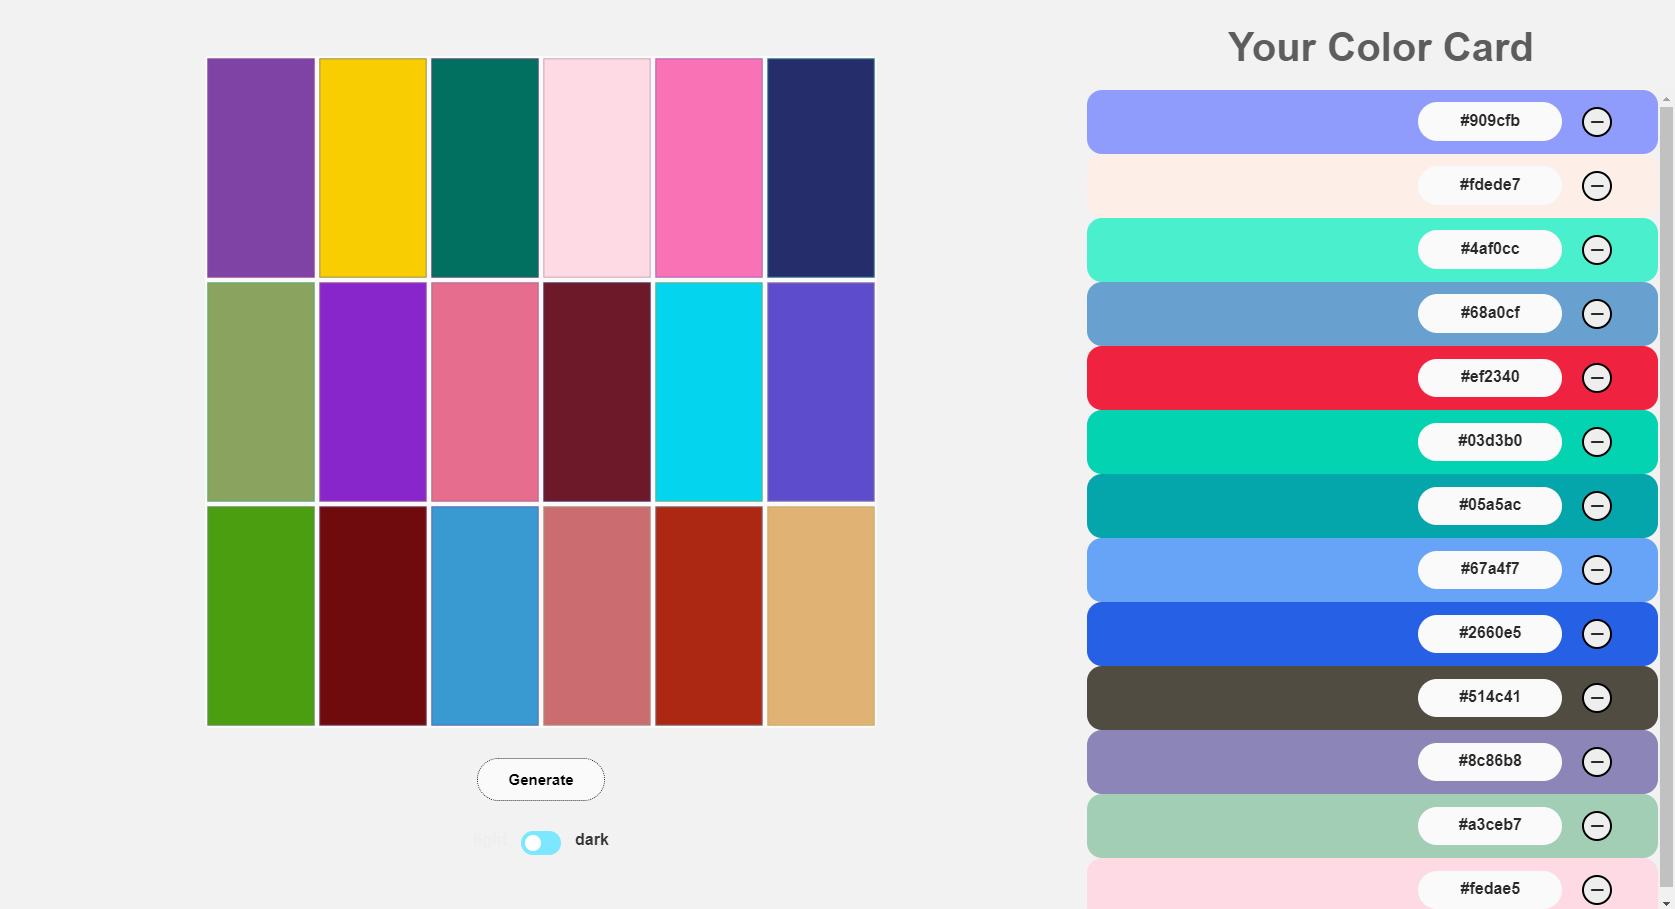 Your Color Card
#909cfb
#fdede7
#4af0cc
#68a0cf
#ef2340
#03d3b0
#05a5ac
#67a4f7
#2660e5
#514c41
#8c86b8
#a3ceb7
#fedae5
Generate
light
dark